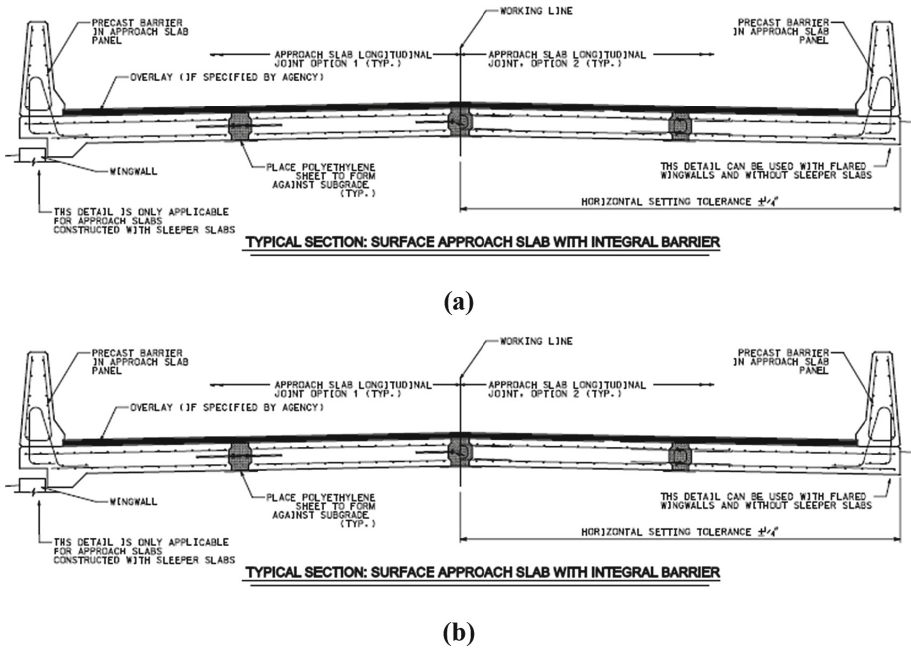 WORKING LINE
PRECAST BARRIER
IN APPROACH SLAB
PANEL
PRECAST BARRIER
IN APPROACH SLAB
PANEL
APPROACH SLAB LONGITUDINAL
JOINT OPTION 1 (TYP.)
APPROACH SLAB LONGITUDINAL
JOINT, OPTION 2 (TYP.)
OVERLAY (IF SPECIFIED BY AGENCY)
WINGWALL
PLACE POLYETHYLENE
SHEET TO FORM
AGAINST SUBGRADE
(TYP.)
THS DETAIL CAN BE USED WITH FLARED
WINGWALLS AND WITHOUT SLEEPER SLABS
THS DETAIL IS ONLY APPLICABLE
FOR APPROACH SLABS
CONSTRUCTED WITH SLEEPER SLABS
HORIZONTAL SETTING TOLERANCE ±1/4"
TYPICAL SECTION: SURFACE APPROACH SLAB WITH INTEGRAL BARRIER
(a)
WORKING LINE
PRECAST BARRIER
IN APPROACH SLAB
PANEL
PRECAST BARRIER
IN APPROACH SLAB
PANEL
APPROACH SLAB LONGITUDINAL
JOINT OPTION 1 (TYP.)
APPROACH SLAB LONGITUDINAL
JOINT, OPTION 2 (TYP.)
OVERLAY (IF SPECIFIED BY AGENCY)
WINGWALL
PLACE POLYETHYLENE
SHEET TO FORM
AGAINST SUBGRADE
(TYP.)
THS DETAIL CAN BE USED WITH FLARED
WINGWALLS AND WITHOUT SLEEPER SLABS
THS DETAIL IS ONLY APPLICABLE
FOR APPROACH SLABS
CONSTRUCTED WITH SLEEPER SLABS
HORIZONTAL SETTING TOLERANCE ±1/4"
TYPICAL SECTION: SURFACE APPROACH SLAB WITH INTEGRAL BARRIER
(b)